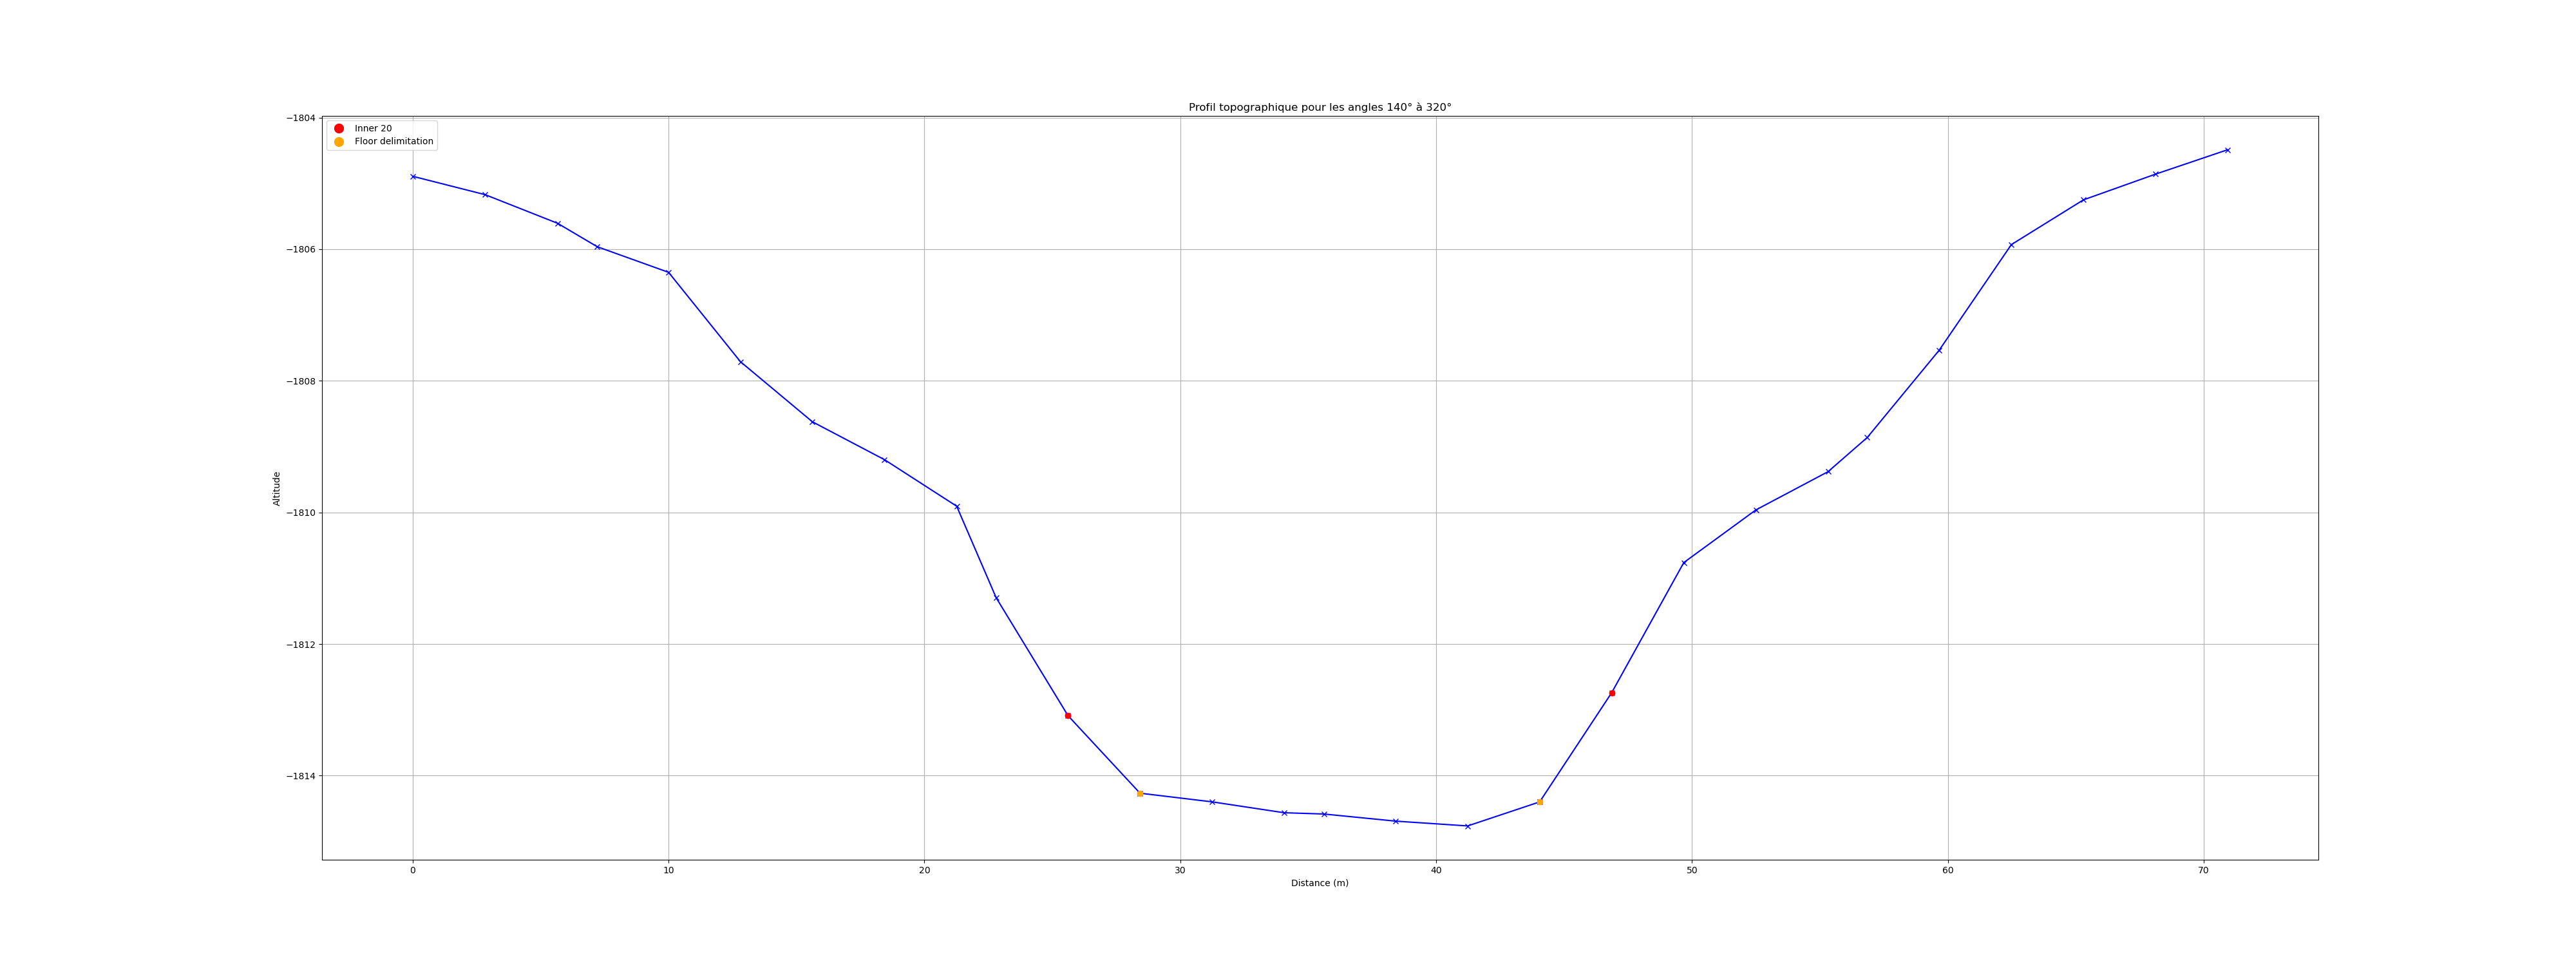 Profil topographique pour les angles 140° à 320°
Inner 20
Floor delimitation
−1804
−1806
−1808
−1810
−1812
−1814
Altitude
0 10 20 30 40 50 60 70
Distance (m)